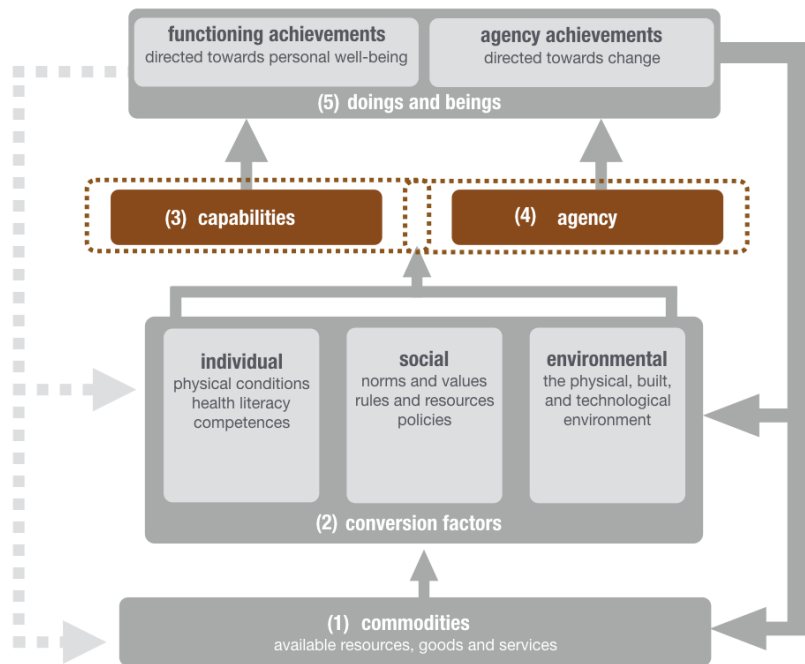 functioning achievements
directed towards personal well-being
agency achievements
directed towards change
(5) doings and beings
(3) capabilities
(4) agency
individual
physical conditions
health literacy
competences
social
norms and values
rules and resources
policies
environmental
the physical, built,
and technological
environment
(2) conversion factors
(1) commodities
available resources, goods and services